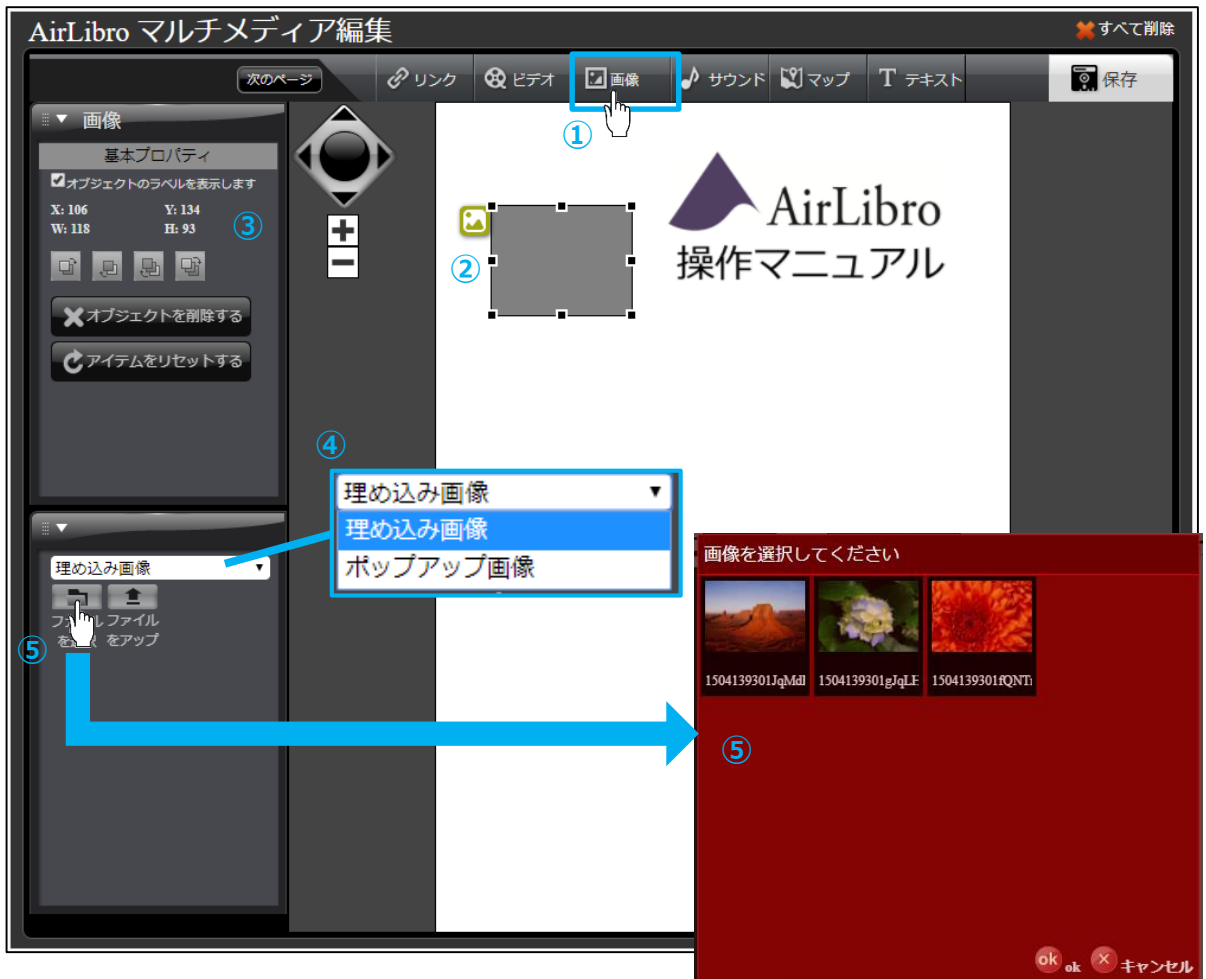 AirLibro マルチメディア編集
すべて削除
次のページ
リンク
ビデオ
画像
サウンド
マップ
T テキスト
保存
①
▼ 画像
基本プロパティ
オブジェクトのラベルを表示します
X: 106 Y: 134
W: 118 H: 93
③
オブジェクトを削除する
アイテムをリセットする
②
AirLibro
操作マニュアル
④
埋め込み画像
埋め込み画像
ポップアップ画像
埋め込み画像
ファイル
をアップ
⑤
画像を選択してください
1504139301JqMdl
1504139301gJqLE
1504139301fQNT
⑤
ok ok
キャンセル